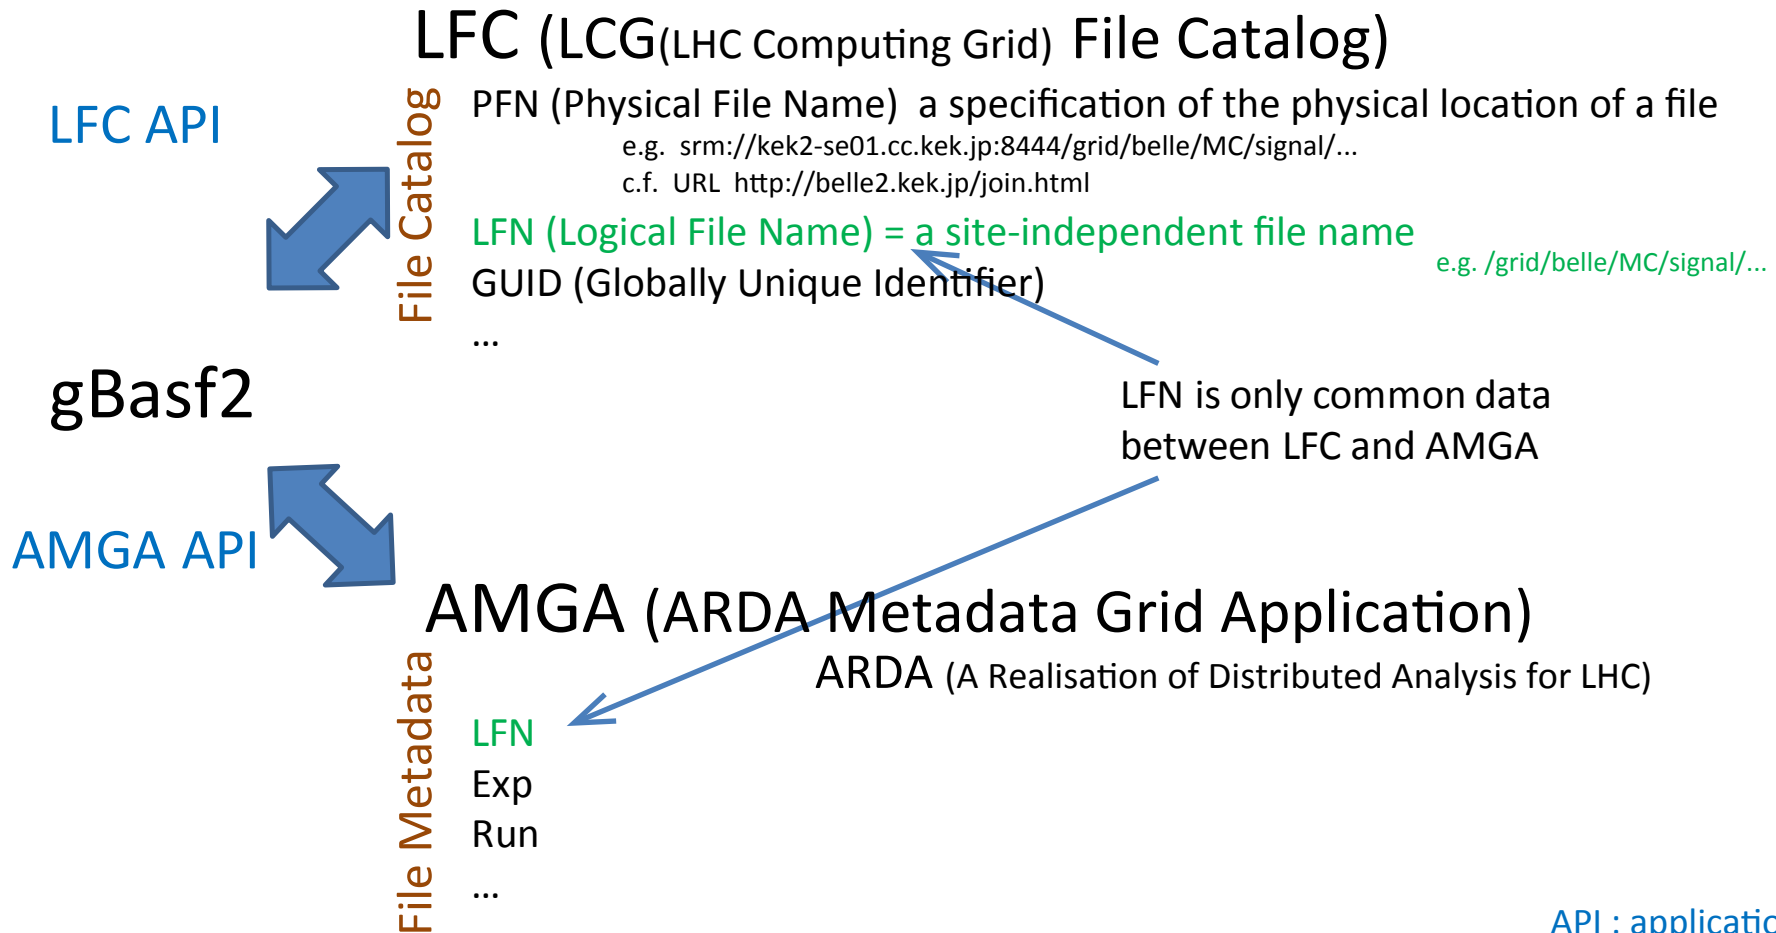 LFC (LCG(LHC Computing Grid) File Catalog)
LFC API
File Catalog
PFN (Physical File Name) a specification of the physical location of a file
e.g. srm://kek2-se01.cc.kek.jp:8444/grid/belle/MC/signal/...
c.f. URL http://belle2.kek.jp/join.html
LFN (Logical File Name) = a site-independent file name
e.g. /grid/belle/MC/signal/...
GUID (Globally Unique Identifier)
...
gBasf2
LFN is only common data
between LFC and AMGA
AMGA API
AMGA (ARDA Metadata Grid Application)
ARDA (A Realisation of Distributed Analysis for LHC)
File Metadata
LFN
Exp
Run
...
API : applicatio